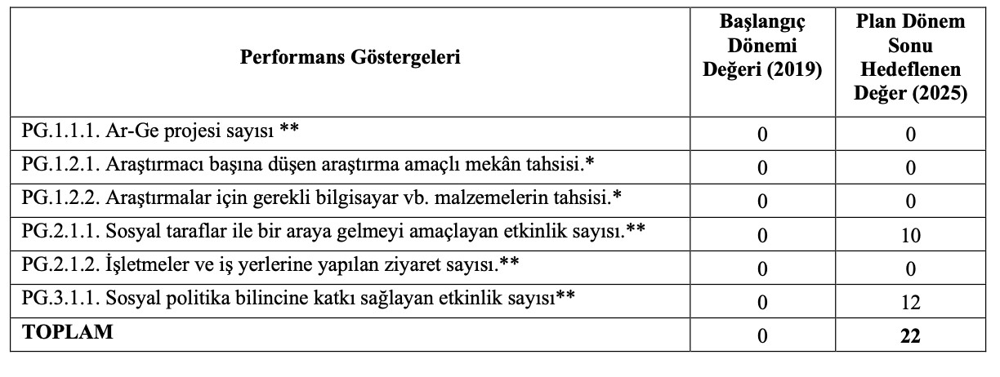 Performans Göstergeleri
Başlangıç
Dönemi
Değeri (2019)
Plan Dönem
Sonu
Hedeflenen
Değer (2025)
PG.1.1.1. Ar-Ge projesi sayısı ** 0 0
PG.1.2.1. Araştırmacı başına düşen araştırma amaçlı mekân tahsisi.* 0 0
PG.1.2.2. Araştırmalar için gerekli bilgisayar vb. malzemelerin tahsisi.* 0 0
PG.2.1.1. Sosyal taraflar ile bir araya gelmeyi amaçlayan etkinlik sayısı.** 0 10
PG.2.1.2. İşletmeler ve iş yerlerine yapılan ziyaret sayısı.** 0 0
PG.3.1.1. Sosyal politika bilincine katkı sağlayan etkinlik sayısı** 0 12
TOPLAM 0 22